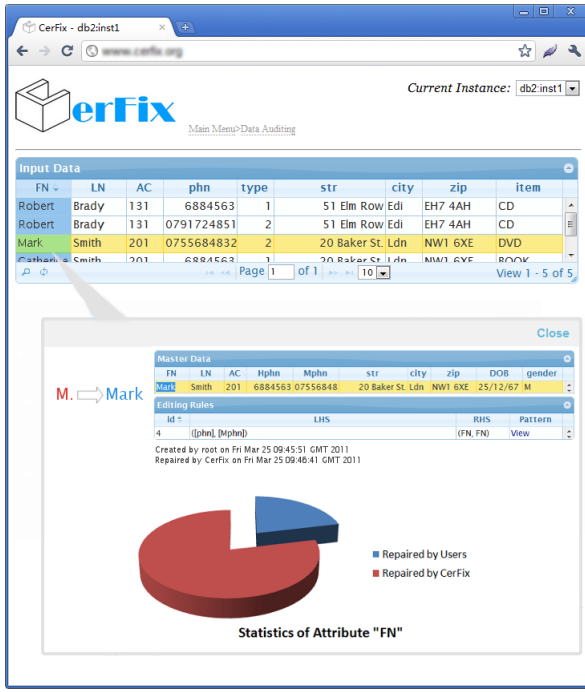 CerFix - db2:inst1
www.cerfix.org
Current Instance: db2:inst1
CerFix
Main Menu>Data Auditing
Input Data
FN LN AC phn type str city zip item
Robert Brady 131 6884563 1 51 Elm Row Edi EH7 4AH CD
Robert Brady 131 0791724851 2 51 Elm Row Edi EH7 4AH CD
Mark Smith 201 0755684832 2 20 Baker St. Ldn NW1 6XE DVD
Catherine Smith 201 6884563 1 20 Baker St. Ldn NW1 6XE BOOK
Page 1 of 1 10 View 1 - 5 of 5
Close
Master Data
FN LN AC Hphn Mphn str city zip DOB gender
M. Mark
Mark Smith 201 6884563 07556848 20 Baker St. Ldn NW1 6XE 25/12/67 M
Editing Rules
id LHS RHS Pattern
4 ([phn], [Mphn]) (FN, FN) View
Created by root on Fri Mar 25 09:45:51 GMT 2011
Repaired by CerFix on Fri Mar 25 09:46:41 GMT 2011
Repaired by Users
Repaired by CerFix
Statistics of Attribute "FN"